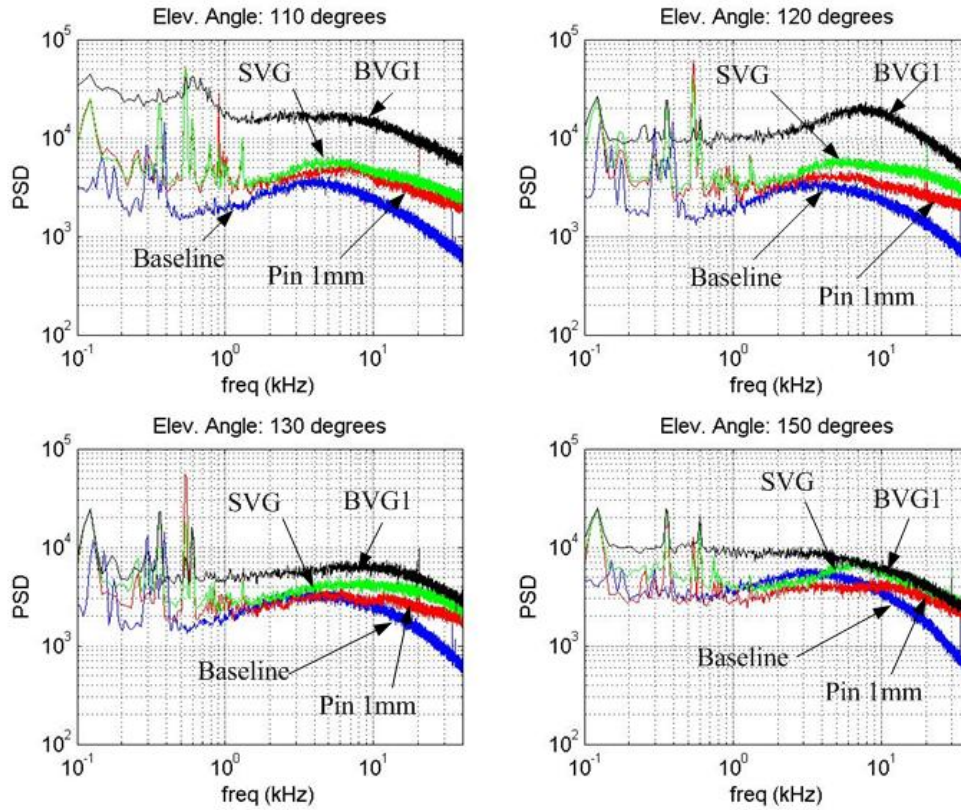 Elev. Angle: 110 degrees
10^5
SVG
BVG1
10^4
PSD
10^3
Baseline
Pin 1mm
10^2
10^-1
10^0
10^1
freq (kHz)
Elev. Angle: 120 degrees
10^5
SVG
BVG1
10^4
PSD
10^3
Baseline
Pin 1mm
10^2
10^-1
10^0
10^1
freq (kHz)
Elev. Angle: 130 degrees
10^5
SVG
BVG1
10^4
PSD
10^3
Baseline
Pin 1mm
10^2
10^-1
10^0
10^1
freq (kHz)
Elev. Angle: 150 degrees
10^5
SVG
BVG1
10^4
PSD
10^3
Baseline
Pin 1mm
10^2
10^-1
10^0
10^1
freq (kHz)